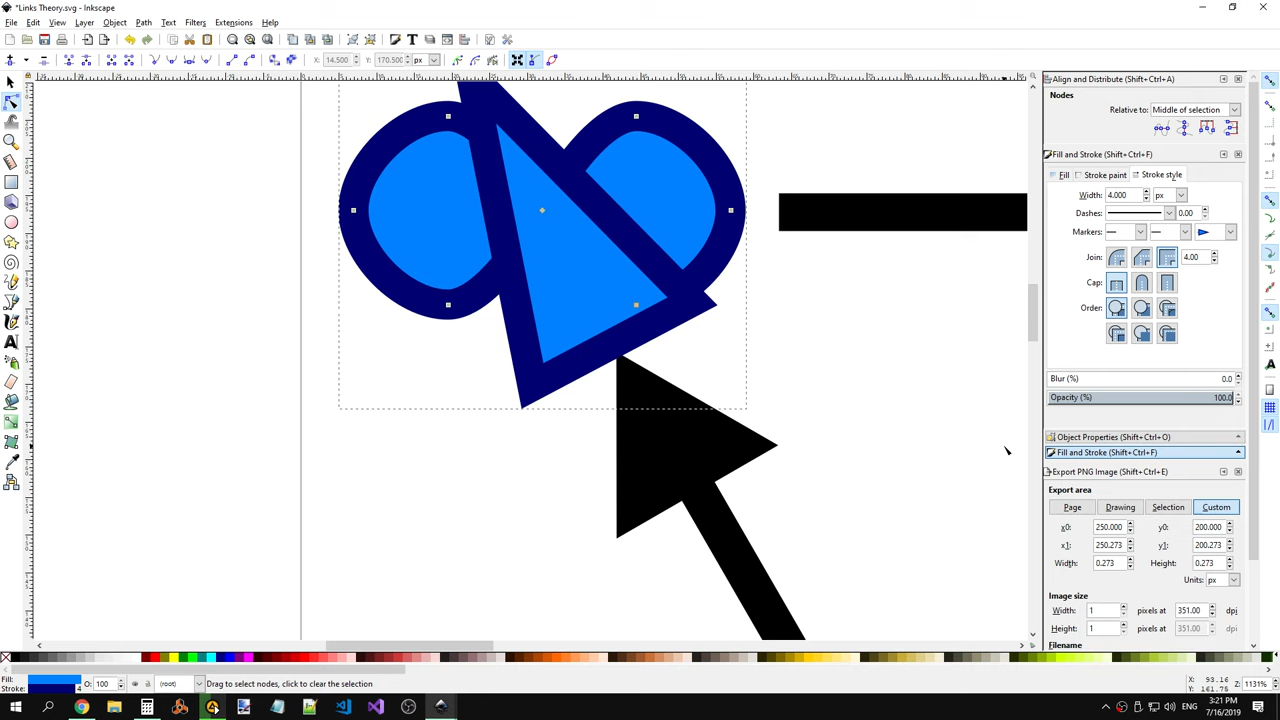 *Links Theory.svg - Inkscape
File Edit View Layer Object Path Text Filters Extensions Help
X: 14.500 Y: 170.500 px
Align and Distribute (Shift+Ctrl+A)
Nodes
Relative to: Middle of selection
Fill and Stroke (Shift+Ctrl+F)
Fill Stroke paint Stroke style
Width: 4.000 px
Dashes: 0.00
Markers:
Join: 4.00
Cap:
Order:
Blur (%) 0.0
Opacity (%) 100.0
Object Properties (Shift+Ctrl+O)
Fill and Stroke (Shift+Ctrl+F)
Export PNG Image (Shift+Ctrl+E)
Export area
Page Drawing Selection Custom
x0: 250.000 y0: 200.000
x1: 250.273 y1: 200.273
Width: 0.273 Height: 0.273
Units: px
Image size
Width: 1 pixels at 351.00 dpi
Height: 1 pixels at 351.00 dpi
Filename
Fill: O: 100 (root) Drag to select nodes, click to clear the selection X: 93.16 Z: 1131%
Stroke: 4 Y: 161.75
ENG 3:21 PM
7/16/2019